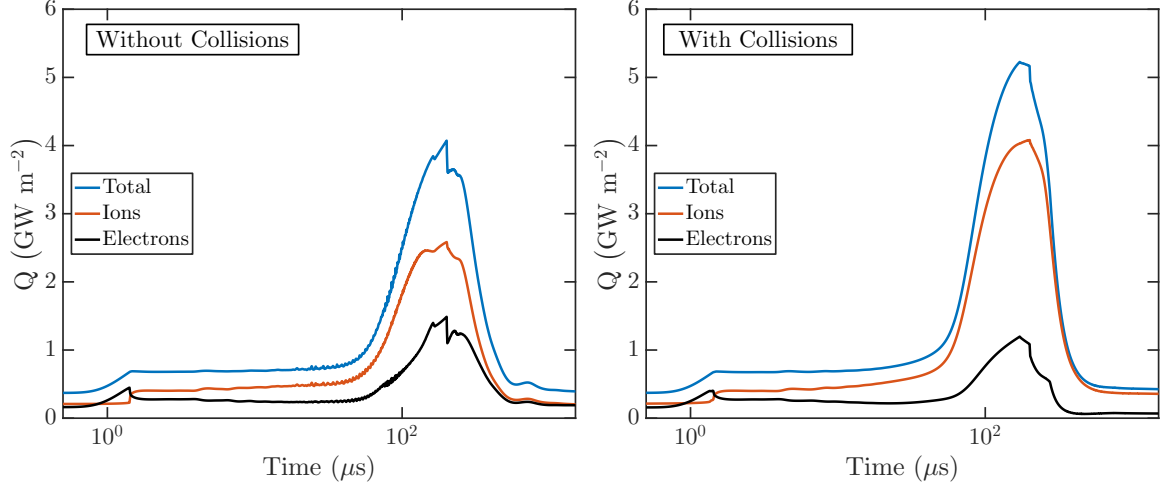 Without Collisions
6
5
4
3
2
1
0
Q (GW m⁻²)
Total
Ions
Electrons
10⁰
10²
Time (μs)
With Collisions
6
5
4
3
2
1
0
Q (GW m⁻²)
Total
Ions
Electrons
10⁰
10²
Time (μs)